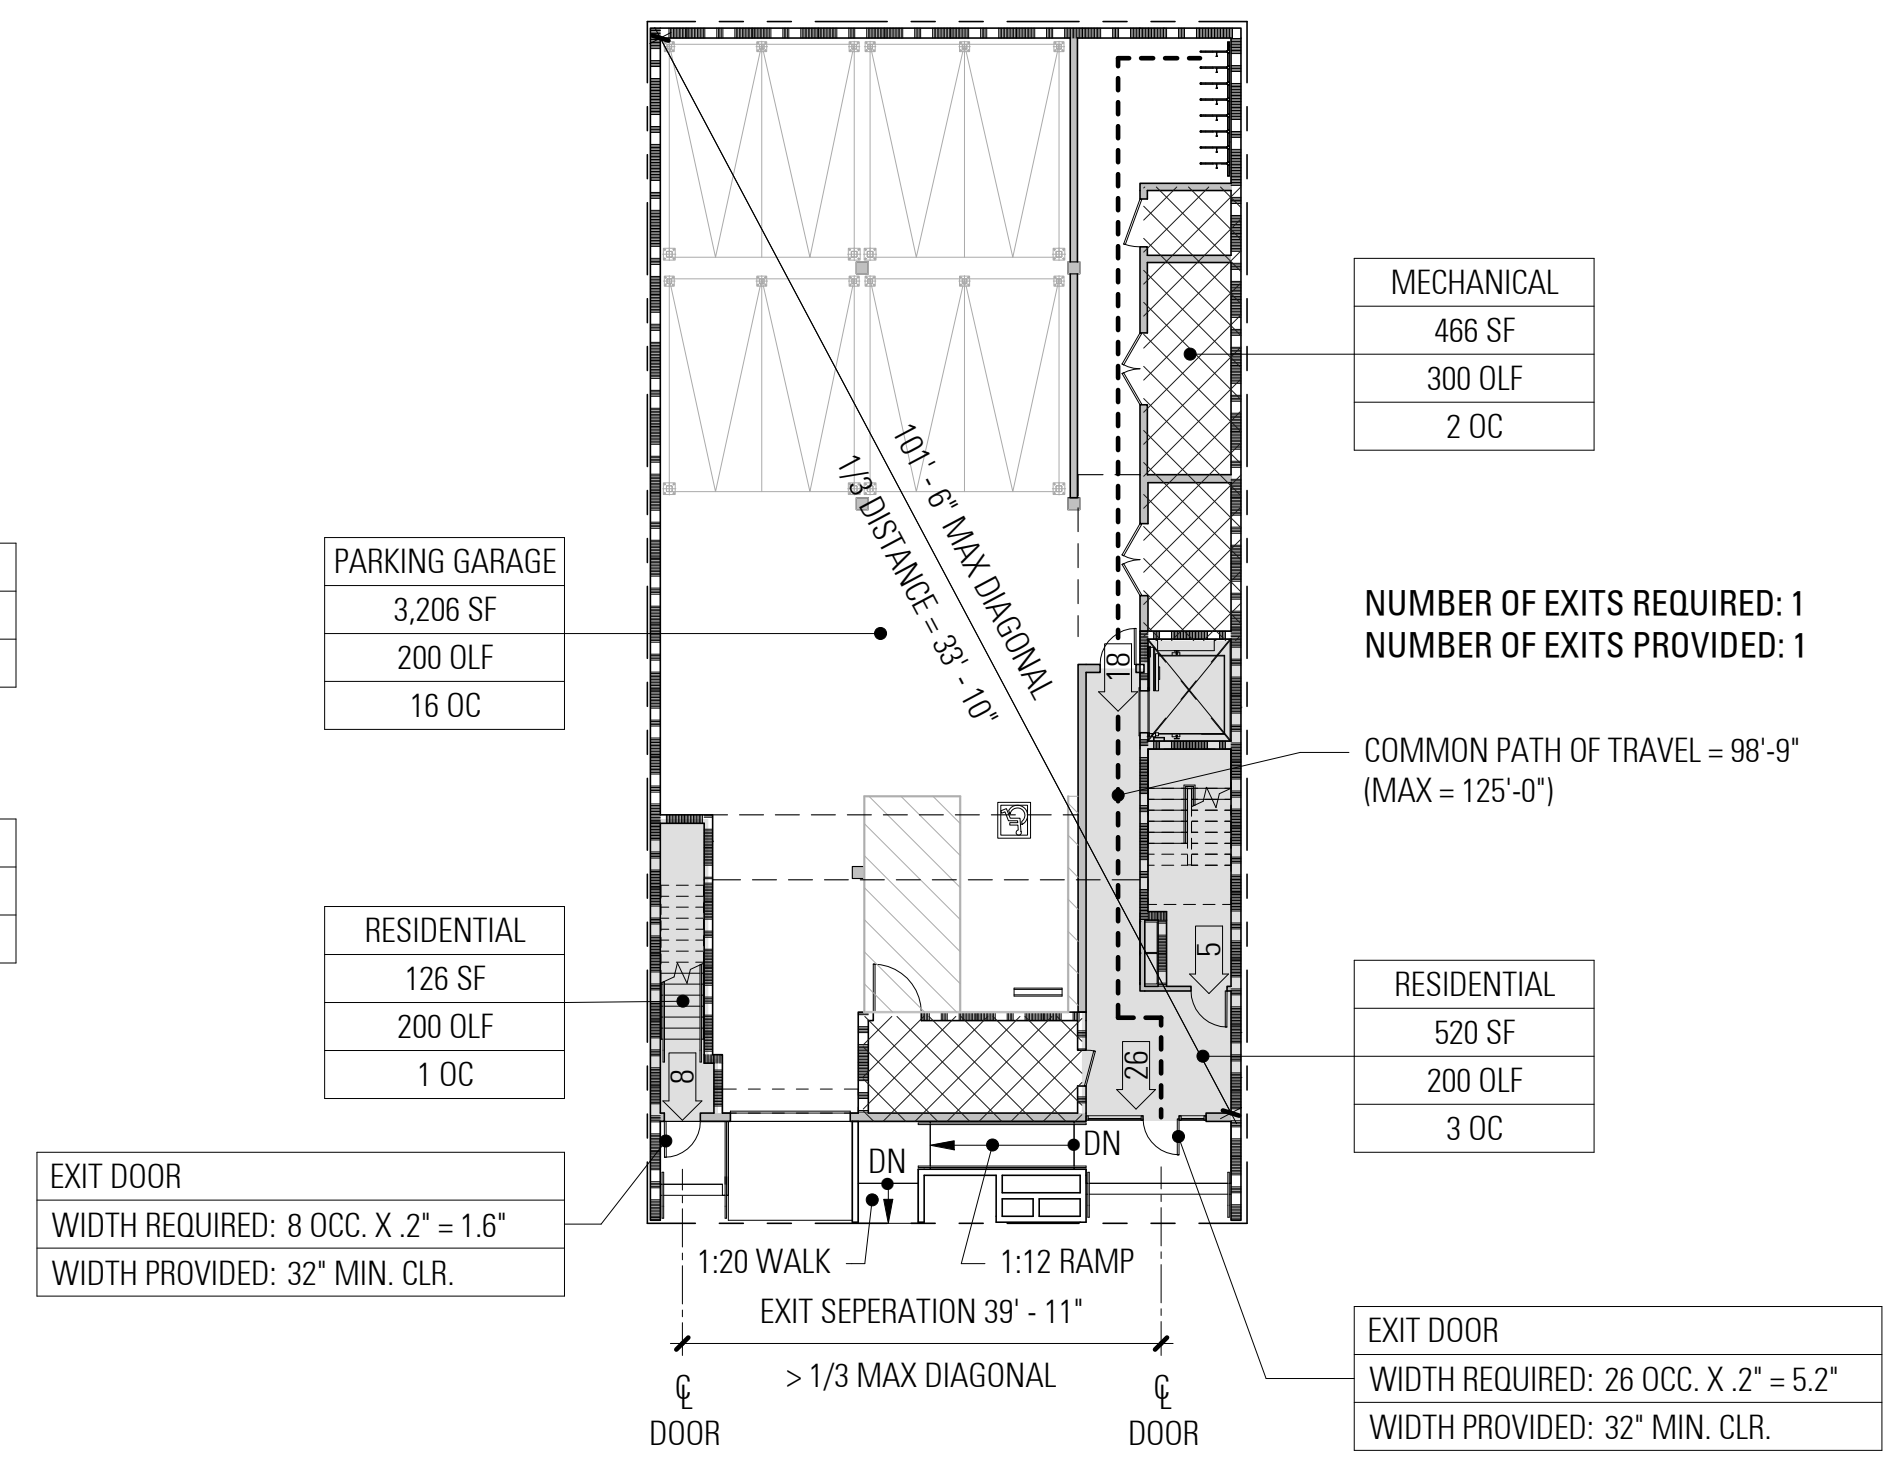 MECHANICAL
466 SF
300 OLF
2 OC
PARKING GARAGE
3,206 SF
200 OLF
16 OC
101' - 6" MAX DIAGONAL
1/3 DISTANCE = 33' - 10"
NUMBER OF EXITS REQUIRED: 1
NUMBER OF EXITS PROVIDED: 1
18
COMMON PATH OF TRAVEL = 98'-9"
(MAX = 125'-0")
RESIDENTIAL
126 SF
200 OLF
1 OC
5
RESIDENTIAL
520 SF
200 OLF
3 OC
8
26
DN
DN
EXIT DOOR
WIDTH REQUIRED: 8 OCC. X .2" = 1.6"
WIDTH PROVIDED: 32" MIN. CLR.
1:20 WALK
1:12 RAMP
EXIT SEPERATION 39' - 11"
> 1/3 MAX DIAGONAL
℄
DOOR
℄
DOOR
EXIT DOOR
WIDTH REQUIRED: 26 OCC. X .2" = 5.2"
WIDTH PROVIDED: 32" MIN. CLR.